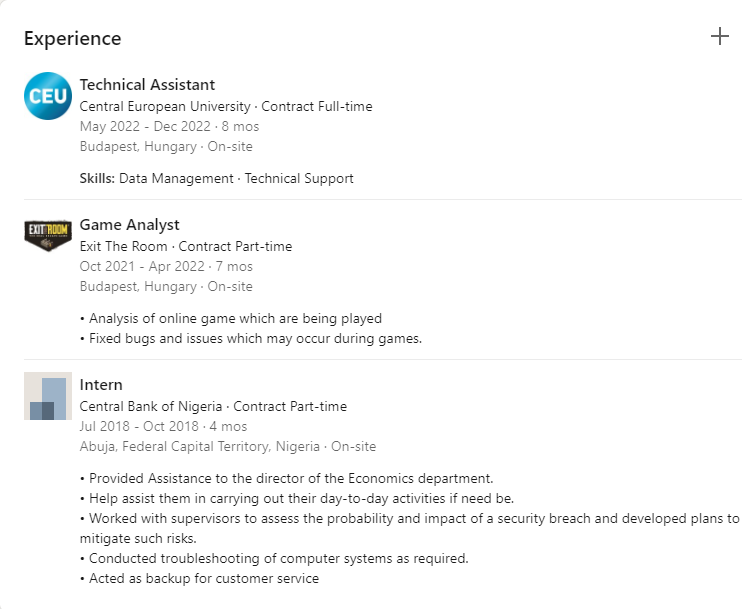 Experience
CEU
Technical Assistant
Central European University · Contract Full-time
May 2022 - Dec 2022 · 8 mos
Budapest, Hungary · On-site
Skills: Data Management · Technical Support
EXIT THE ROOM
Game Analyst
Exit The Room · Contract Part-time
Oct 2021 - Apr 2022 · 7 mos
Budapest, Hungary · On-site
• Analysis of online game which are being played
• Fixed bugs and issues which may occur during games.
Intern
Central Bank of Nigeria · Contract Part-time
Jul 2018 - Oct 2018 · 4 mos
Abuja, Federal Capital Territory, Nigeria · On-site
• Provided Assistance to the director of the Economics department.
• Help assist them in carrying out their day-to-day activities if need be.
• Worked with supervisors to assess the probability and impact of a security breach and developed plans to
mitigate such risks.
• Conducted troubleshooting of computer systems as required.
• Acted as backup for customer service